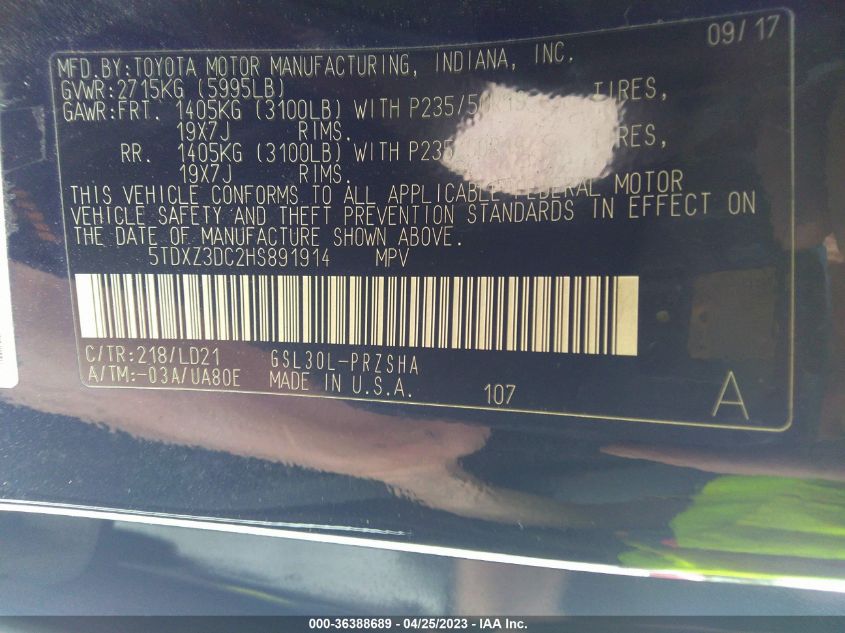 09/17
MFD.BY:TOYOTA MOTOR MANUFACTURING, INDIANA, INC.
GVWR:2715KG (5995LB)
GAWR:FRT. 1405KG (3100LB) WITH P235/50R19 TIRES,
19X7J RIMS.
RR. 1405KG (3100LB) WITH TIRES,
19X7J RIMS.
THIS VEHICLE CONFORMS TO ALL APPLICABLE FEDERAL MOTOR
VEHICLE SAFETY AND THEFT PREVENTION STANDARDS IN EFFECT ON
THE DATE OF MANUFACTURE SHOWN ABOVE.
5TDXZ3DC2HS891914 MPV
C/TR:218/LD21 GSL30L-PRZSHA
A/TM:-03A/UA80E MADE IN U.S.A. 107 A
000-36388689 - 04/25/2023 - IAA Inc.